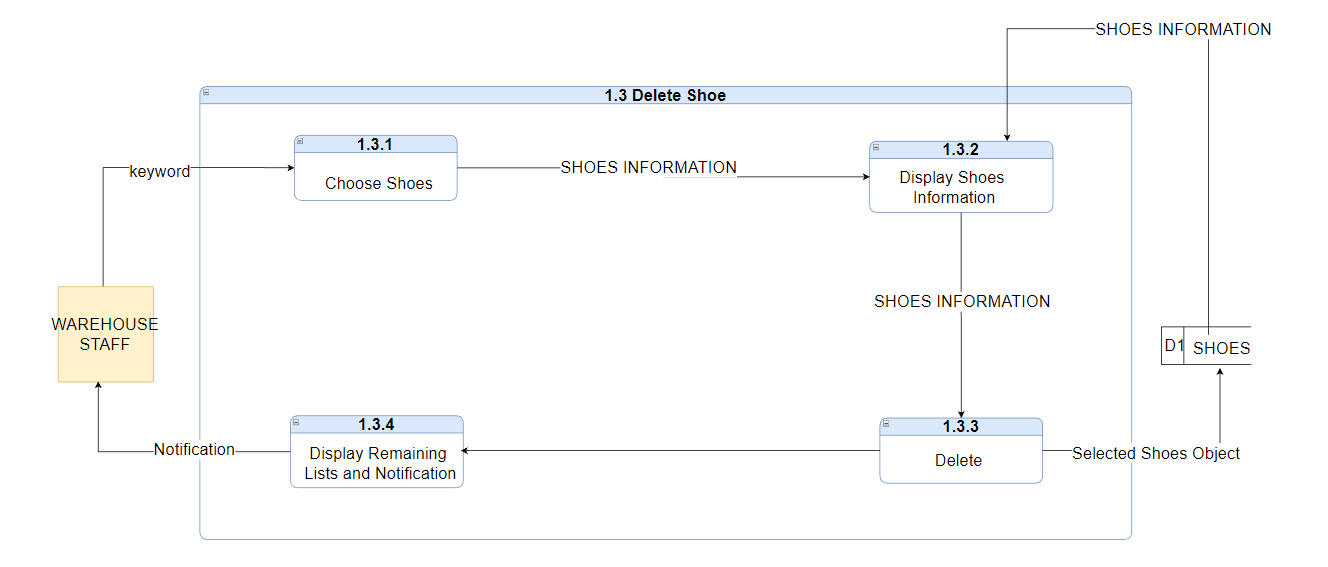 SHOES INFORMATION
1.3 Delete Shoe
1.3.1
Choose Shoes
keyword
SHOES INFORMATION
1.3.2
Display Shoes
Information
SHOES INFORMATION
WAREHOUSE
STAFF
D1
SHOES
1.3.4
Display Remaining
Lists and Notification
Notification
1.3.3
Delete
Selected Shoes Object